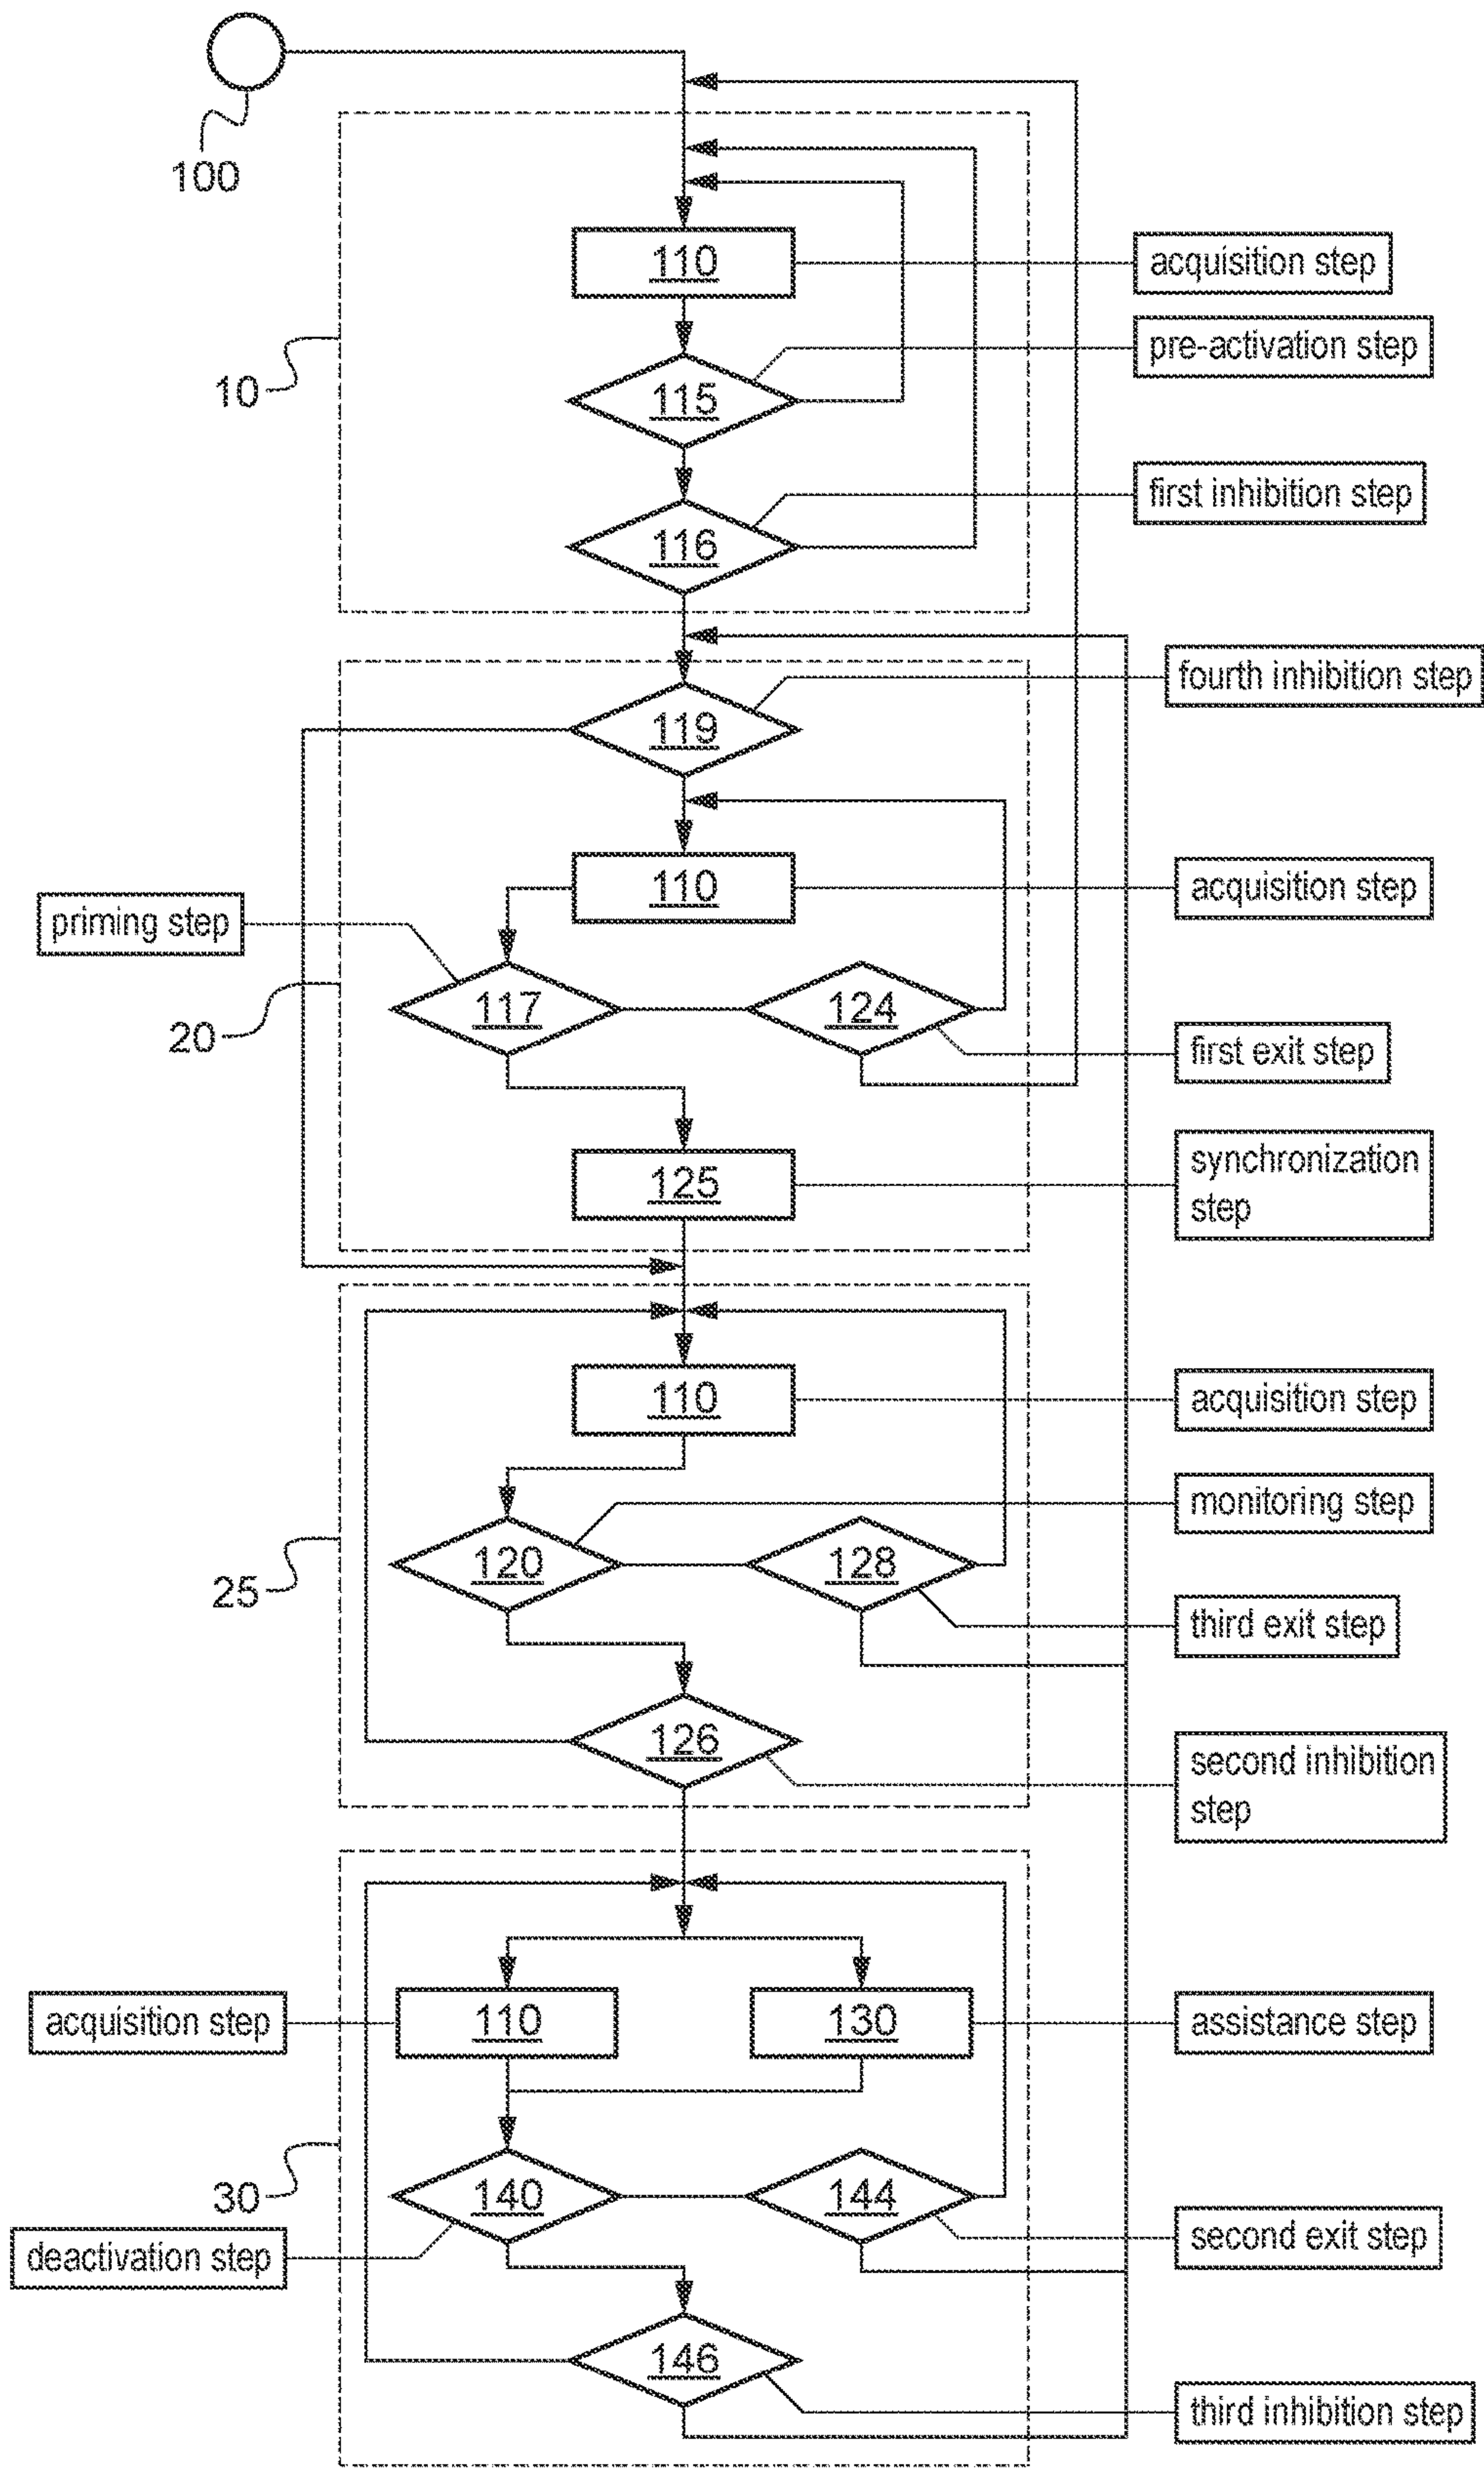 100
110
acquisition step
pre-activation step
10
115
first inhibition step
116
fourth inhibition step
119
110
acquisition step
priming step
20
117
124
first exit step
125
synchronization
step
110
acquisition step
monitoring step
25
120
128
third exit step
126
second inhibition
step
acquisition step
110
130
assistance step
30
140
144
second exit step
deactivation step
146
third inhibition step